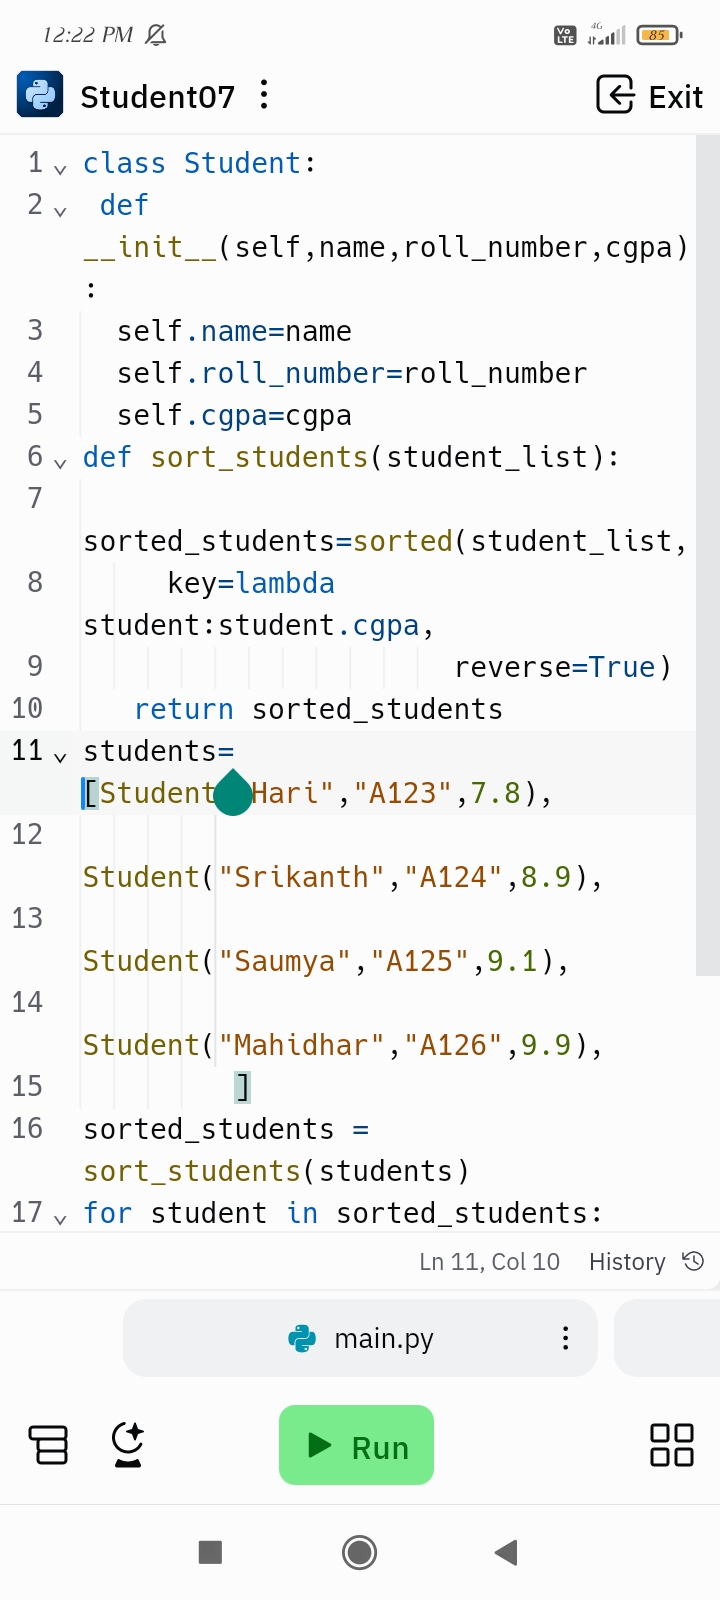 12:22 PM
Vo LTE 4G 85
Student07
Exit
1 class Student:
2 def
__init__(self,name,roll_number,cgpa)
:
3 self.name=name
4 self.roll_number=roll_number
5 self.cgpa=cgpa
6 def sort_students(student_list):
7
sorted_students=sorted(student_list,
8 key=lambda
student:student.cgpa,
9 reverse=True)
10 return sorted_students
11 students=
[Student Hari","A123",7.8),
12
Student("Srikanth","A124",8.9),
13
Student("Saumya","A125",9.1),
14
Student("Mahidhar","A126",9.9),
15 ]
16 sorted_students =
sort_students(students)
17 for student in sorted_students:
Ln 11, Col 10 History
main.py
Run